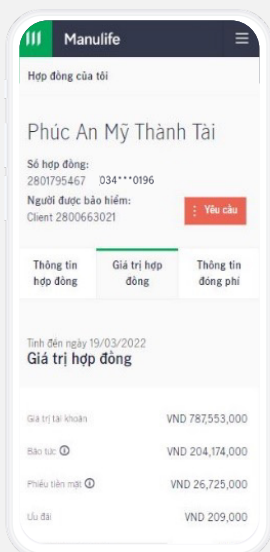 Manulife
Hợp đồng của tôi
Phúc An Mỹ Thành Tài
Số hợp đồng:
2801795467 034***0196
Người được bảo hiểm:
Client 2800663021
Yêu cầu
Thông tin hợp đồng
Giá trị hợp đồng
Thông tin đóng phí
Tính đến ngày 19/03/2022
Giá trị hợp đồng
Giá trị tài khoản VND 787,553,000
Bảo tức VND 204,174,000
Phiếu tiền mặt VND 26,725,000
Ưu đãi VND 209,000